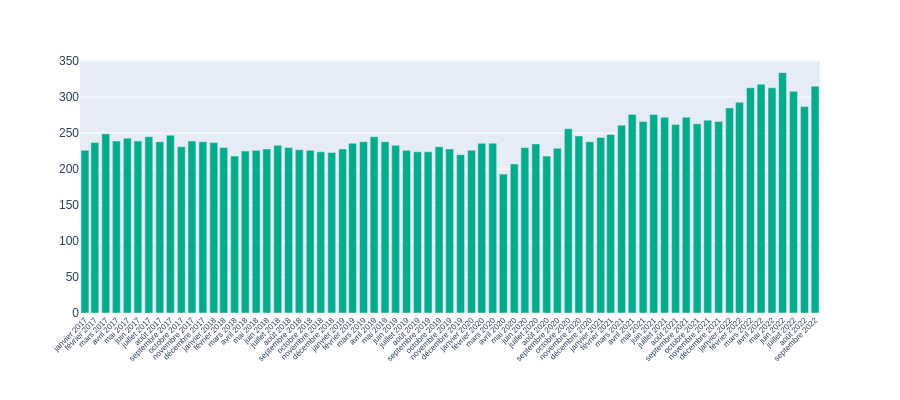 350
300
250
200
150
100
50
0
janvier 2017
février 2017
mars 2017
avril 2017
mai 2017
juin 2017
juillet 2017
août 2017
septembre 2017
octobre 2017
novembre 2017
décembre 2017
janvier 2018
février 2018
mars 2018
avril 2018
mai 2018
juin 2018
juillet 2018
août 2018
septembre 2018
octobre 2018
novembre 2018
décembre 2018
janvier 2019
février 2019
mars 2019
avril 2019
mai 2019
juin 2019
juillet 2019
août 2019
septembre 2019
octobre 2019
novembre 2019
décembre 2019
janvier 2020
février 2020
mars 2020
avril 2020
mai 2020
juin 2020
juillet 2020
août 2020
septembre 2020
octobre 2020
novembre 2020
décembre 2020
janvier 2021
février 2021
mars 2021
avril 2021
mai 2021
juin 2021
juillet 2021
août 2021
septembre 2021
octobre 2021
novembre 2021
décembre 2021
janvier 2022
février 2022
mars 2022
avril 2022
mai 2022
juin 2022
juillet 2022
août 2022
septembre 2022